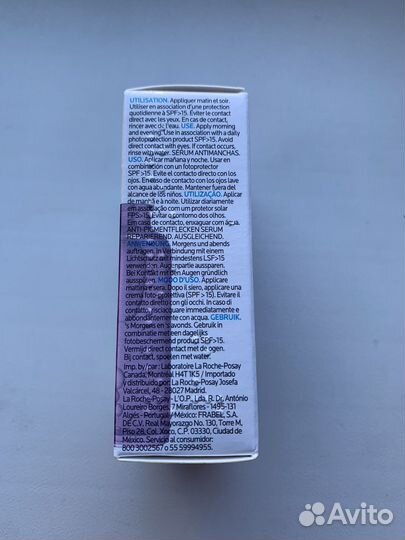 UTILISATION. Appliquer matin et soir.
Utiliser en association d'une protection
quotidienne à SPF>15. Eviter le contact
direct avec les yeux. En cas de contact,
rincer avec de l'eau. USE. Apply morning
and evening. Use in association with a daily
photoprotection product SPF>15. Avoid
direct contact with eyes. If contact occurs,
rinse with water. SÉRUM ANTIMANCHAS.
USO. Aplicar mañana y noche. Usar en
combinación con un fotoprotector
SPF>15. Evite el contacto directo con los
ojos. En caso de contacto con los ojos lave
con agua abundante. Mantener fuera del
alcance de los niños. UTILIZAÇÃO. Aplicar
de manhã e à noite. Utilizar diariamente
em associação com um protetor solar
FPS>15. Evitar o contorno dos olhos.
Em caso de contacto, enxaguar com água.
ANTI-PIGMENTFLECKEN SERUM
REPARIEREND. AUSGLEICHEND.
ANWENDUNG. Morgens und abends
auftragen. In Verbindung mit einem
Lichtschutz mit mindestens LSF>15
verwenden. Augenpartie aussparen.
Bei Kontakt mit den Augen gründlich
ausspülen. MODO D'USO. Applicare
mattina e sera. Dopo il siero, applicare una
crema foto-protettiva (SPF >15). Evitare il
contatto diretto con gli occhi. In caso di
contatto, risciacquare immediatamente e
abbondantemente con acqua. GEBRUIK.
's Morgens en 's avonds. Gebruik in
combinatie met een dagelijks
fotobeschermend product SPF>15.
Vermijd direct contact met de ogen.
Bij contact, spoelen met water.
Imp. by/par: Laboratoire La Roche-Posay
Canada, Montréal H4T 1K5 / Importado
y distribuido por: La Roche-Posay Josefa
Valcárcel, 48 - 28027 Madrid.
La Roche-Posay - L'O.P., Lda. R. Dr. António
Loureiro Borges, 7 Miraflores - 1495-131
Algés - Portugal / México: FRABEL, S.A.
DE C.V. Real Mayorazgo No. 130, Torre M,
Piso 28, Col. Xoco, C.P. 03330, Ciudad de
México. Servicio al consumidor:
800 3002567 o 55 59994955.
Avito